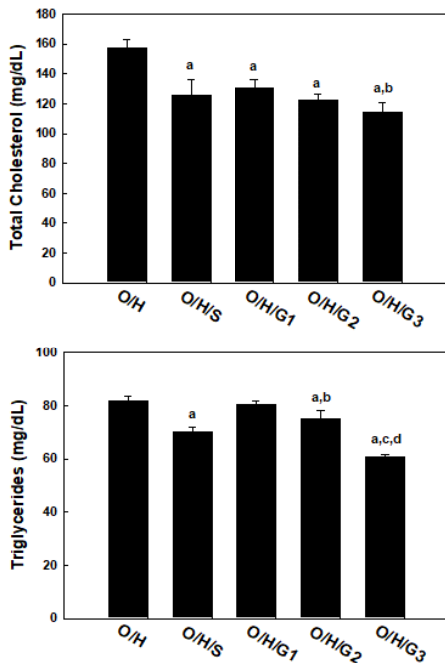 180
160
140
120
100
80
60
40
20
0
Total Cholesterol (mg/dL)
a
a
a
a,b
O/H
O/H/S
O/H/G1
O/H/G2
O/H/G3
100
80
60
40
20
0
Triglycerides (mg/dL)
a
a,b
a,c,d
O/H
O/H/S
O/H/G1
O/H/G2
O/H/G3